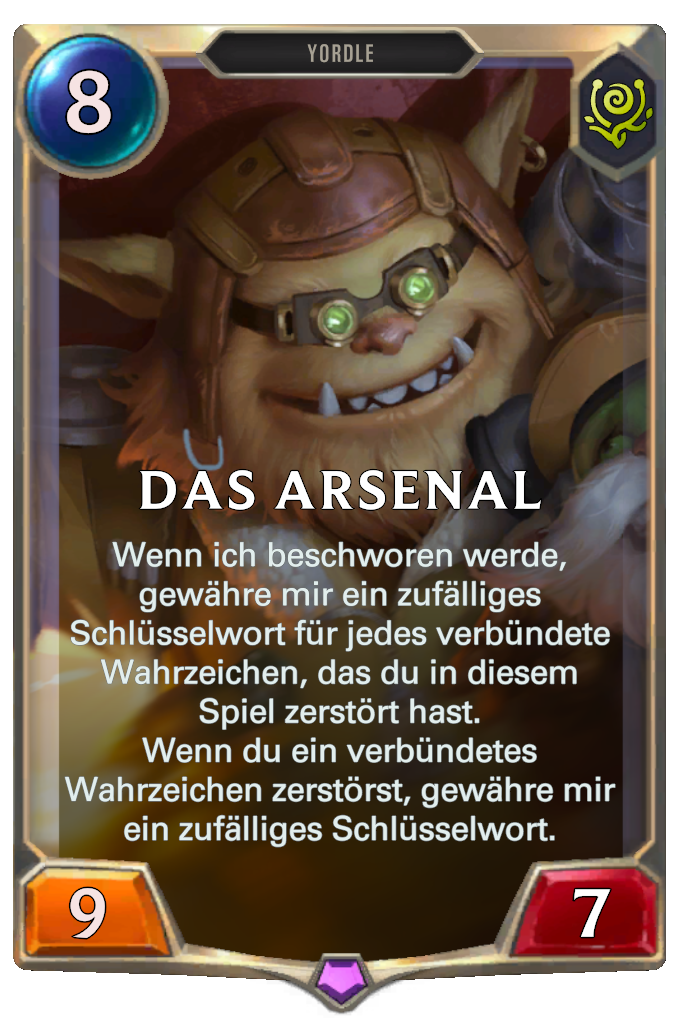 YORDLE
8
DAS ARSENAL
Wenn ich beschworen werde,
gewähre mir ein zufälliges
Schlüsselwort für jedes verbündete
Wahrzeichen, das du in diesem
Spiel zerstört hast.
Wenn du ein verbündetes
Wahrzeichen zerstörst, gewähre mir
ein zufälliges Schlüsselwort.
9
7